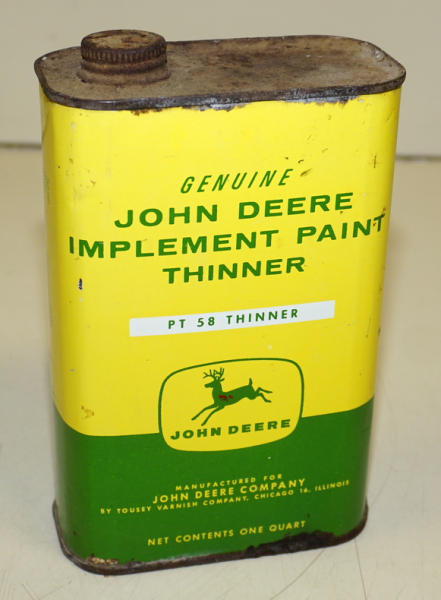 GENUINE
JOHN DEERE
IMPLEMENT PAINT
THINNER
PT 58 THINNER
JOHN DEERE
MANUFACTURED FOR
JOHN DEERE COMPANY
BY TOUSEY VARNISH COMPANY, CHICAGO 16, ILLINOIS
NET CONTENTS ONE QUART